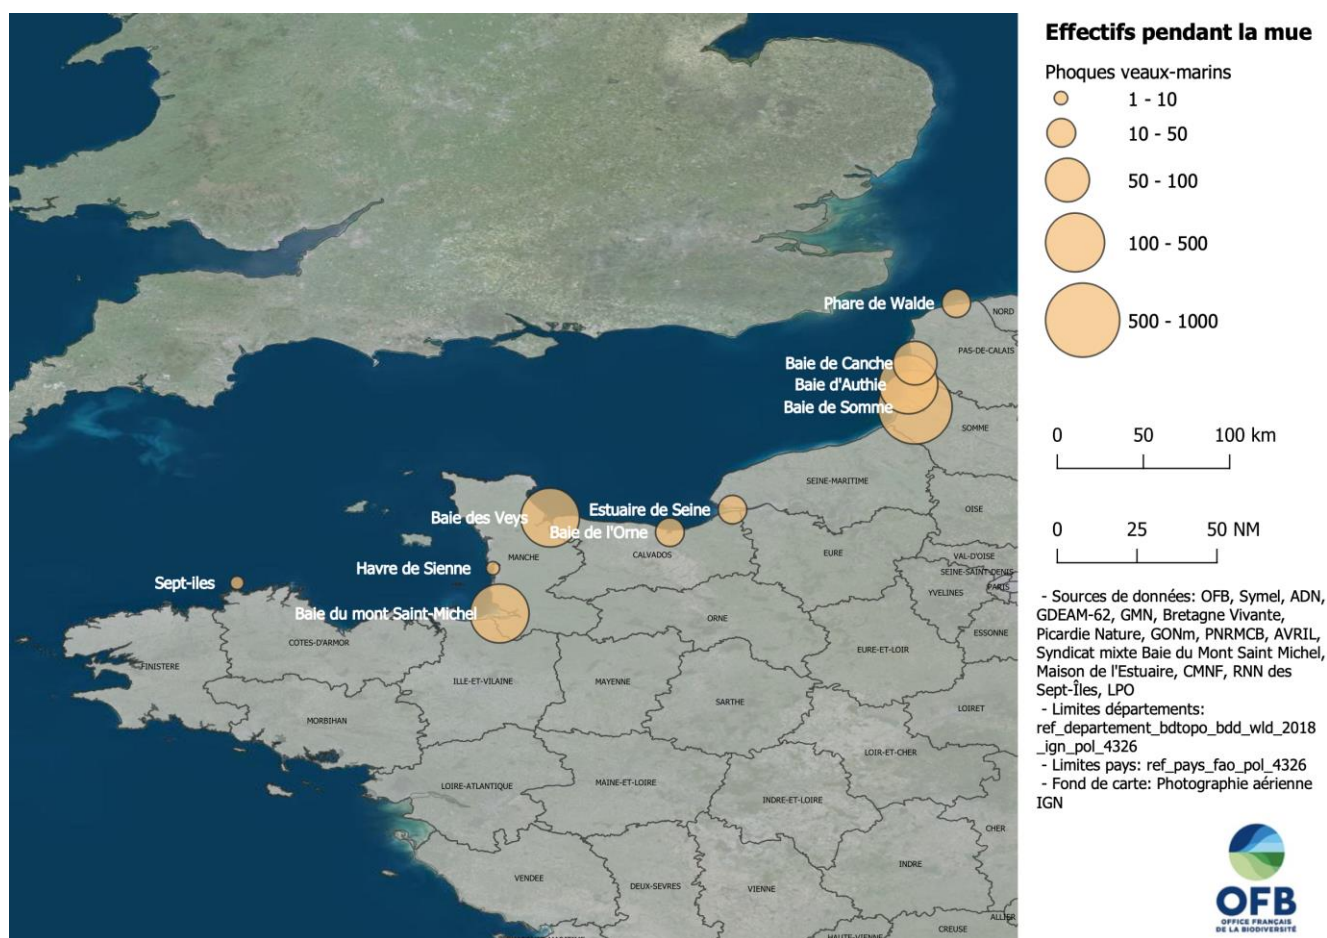 Effectifs pendant la mue
Phoques veaux-marins
1 - 10
10 - 50
50 - 100
100 - 500
500 - 1000
0 50 100 km
0 25 50 NM
- Sources de données: OFB, Symel, ADN,
GDEAM-62, GMN, Bretagne Vivante,
Picardie Nature, GONm, PNRMCB, AVRIL,
Syndicat mixte Baie du Mont Saint Michel,
Maison de l'Estuaire, CMNF, RNN des
Sept-Îles, LPO
- Limites départements:
ref_departement_bdtopo_bdd_wld_2018
_ign_pol_4326
- Limites pays: ref_pays_fao_pol_4326
- Fond de carte: Photographie aérienne
IGN
OFB
OFFICE FRANÇAIS
DE LA BIODIVERSITÉ
Phare de Walde
NORD
PAS-DE-CALAIS
Baie de Canche
Baie d'Authie
Baie de Somme
SOMME
SEINE-MARITIME
OISE
Estuaire de Seine
Baie des Veys
Baie de l'Orne
CALVADOS
EURE
MANCHE
VAL-D'OISE
SEINE-SAINT-DENIS
PARIS
YVELINES
Havre de Sienne
Sept-iles
Baie du mont Saint-Michel
ORNE
ESSONNE
COTES-D'ARMOR
EURE-ET-LOIR
FINISTERE
ILLE-ET-VILAINE
MAYENNE
SARTHE
LOIRET
MORBIHAN
LOIR-ET-CHER
LOIRE-ATLANTIQUE
MAINE-ET-LOIRE
INDRE-ET-LOIRE
CHER
INDRE
VENDEE
DEUX-SEVRES
VIENNE
ALLIER
CREUSE
HAUTE-VIENNE